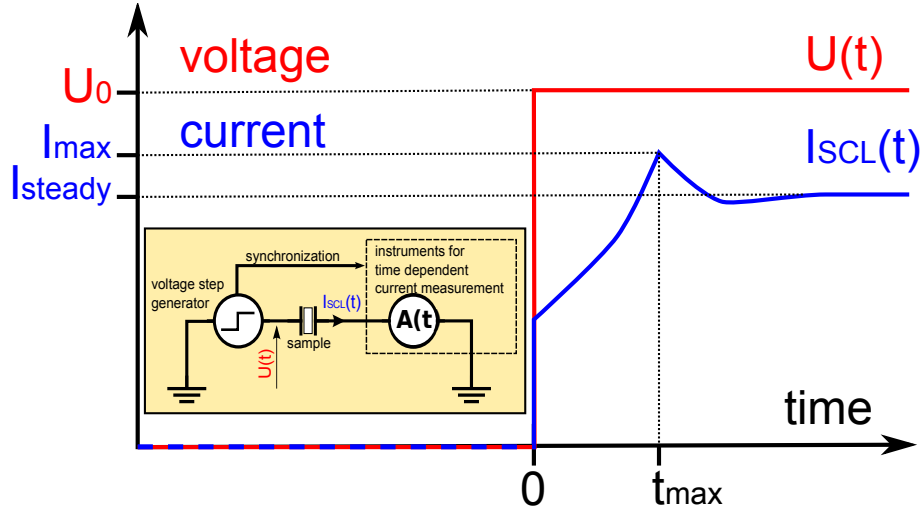 voltage
U(t)
U0
current
Imax
ISCL(t)
Isteady
synchronization
instruments for
time dependent
current measurement
voltage step
generator
ISCL(t)
A(t
sample
U(t)
time
0
tmax